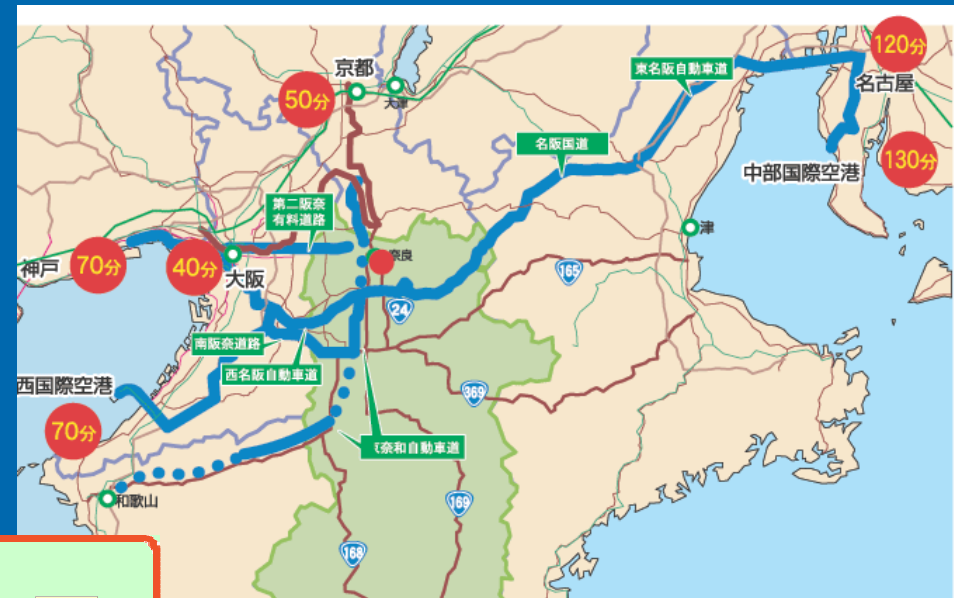 120分
京都
東名阪自動車道
名古屋
50分
大津
名阪国道
130分
中部国際空港
第二阪奈
有料道路
津
神戸
70分
40分
大阪
奈良
165
24
南阪奈道路
西名阪自動車道
西国際空港
369
70分
奈和自動車道
和歌山
169
168